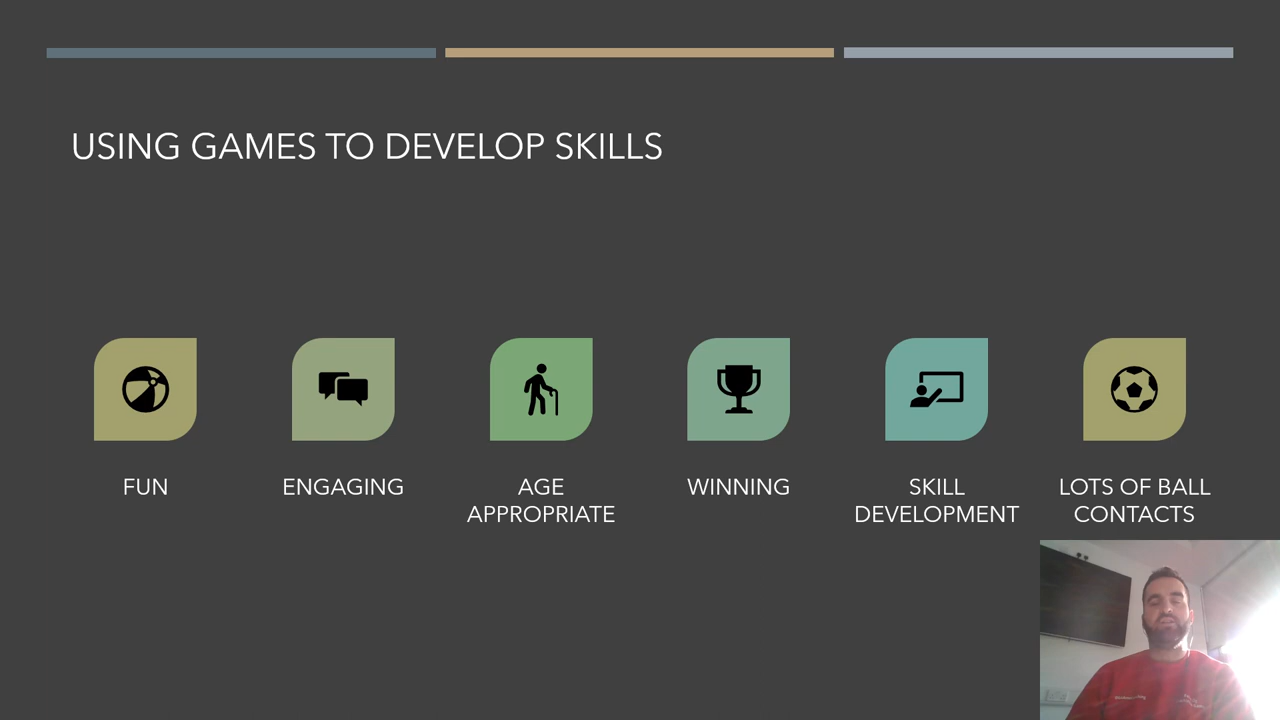 USING GAMES TO DEVELOP SKILLS
FUN
ENGAGING
AGE
APPROPRIATE
WINNING
SKILL
DEVELOPMENT
LOTS OF BALL
CONTACTS